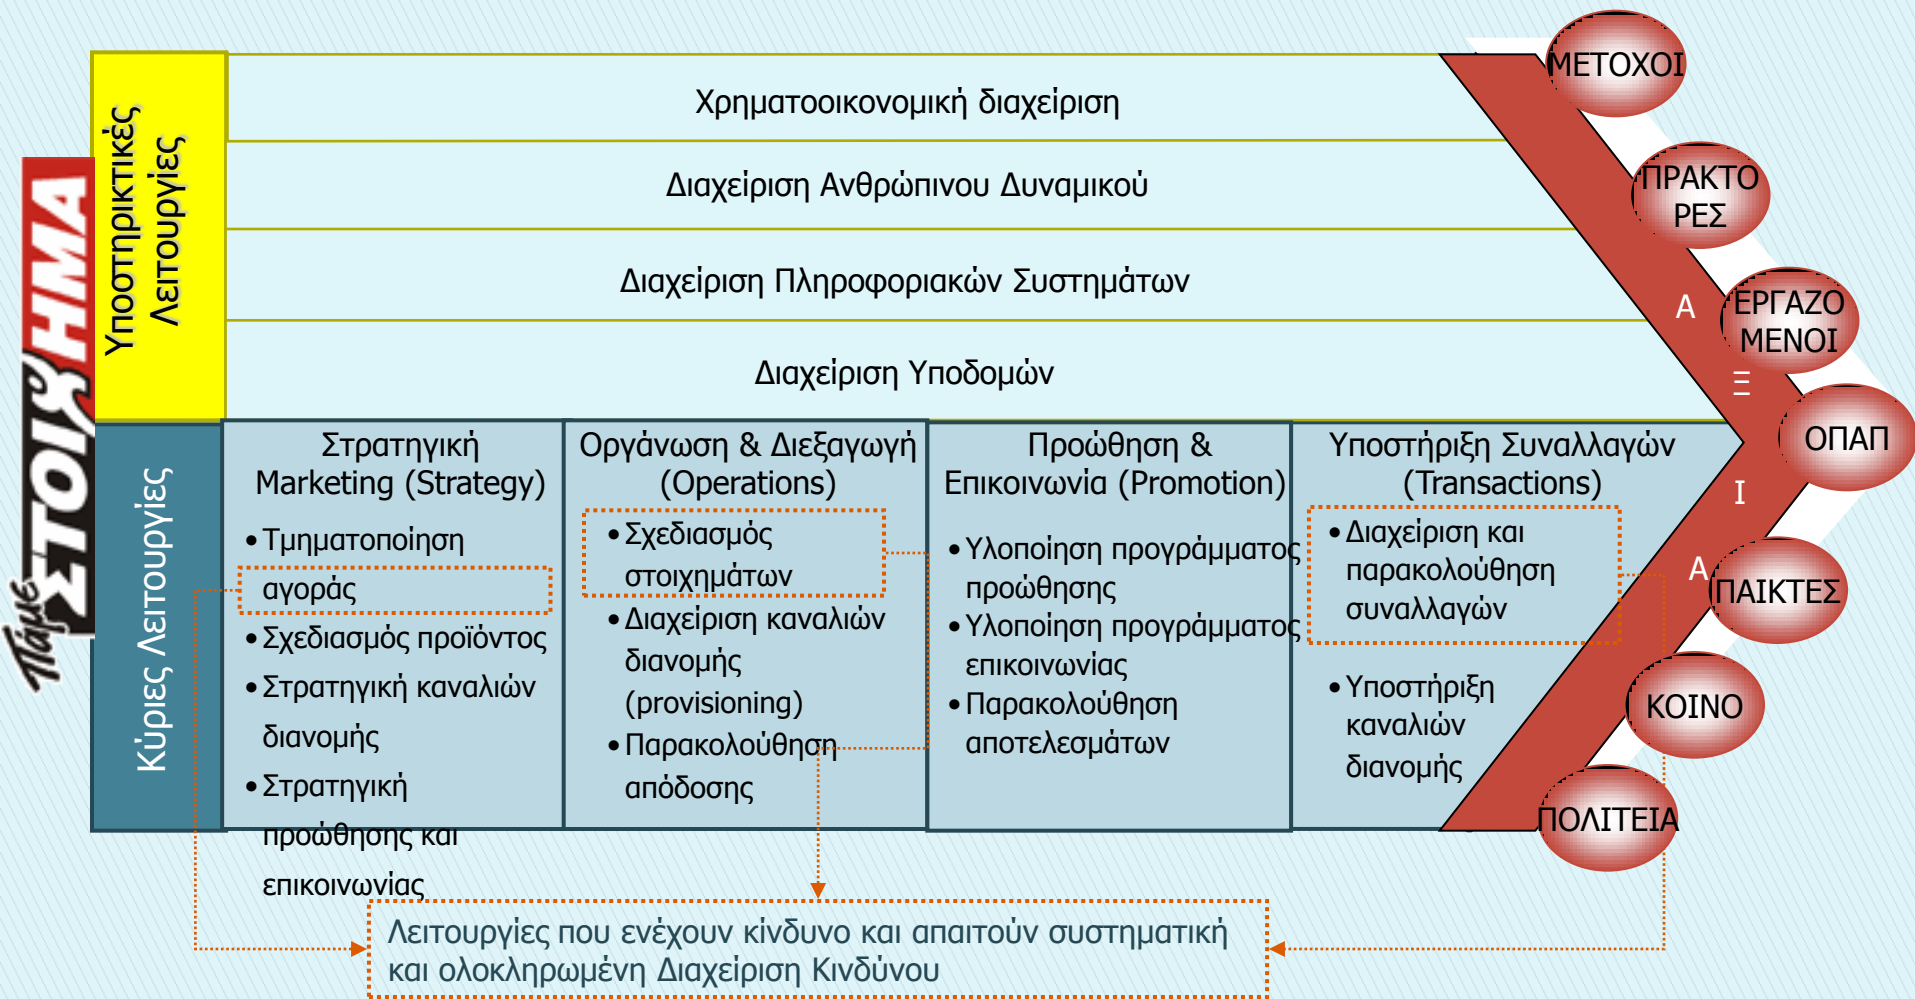 Υποστηρικτικές
Λειτουργίες
Χρηματοοικονομική διαχείριση
Διαχείριση Ανθρώπινου Δυναμικού
Διαχείριση Πληροφοριακών Συστημάτων
Διαχείριση Υποδομών
Πάμε
ΣΤΟΙΧΗΜΑ
Κύριες Λειτουργίες
Στρατηγική
Marketing (Strategy)
• Τμηματοποίηση
αγοράς
• Σχεδιασμός προϊόντος
• Στρατηγική καναλιών
διανομής
• Στρατηγική
προώθησης και
επικοινωνίας
Οργάνωση & Διεξαγωγή
(Operations)
• Σχεδιασμός
στοιχημάτων
• Διαχείριση καναλιών
διανομής
(provisioning)
• Παρακολούθηση
απόδοσης
Προώθηση &
Επικοινωνία (Promotion)
• Υλοποίηση προγράμματος
προώθησης
• Υλοποίηση προγράμματος
επικοινωνίας
• Παρακολούθηση
αποτελεσμάτων
Υποστήριξη Συναλλαγών
(Transactions)
• Διαχείριση και
παρακολούθηση
συναλλαγών
• Υποστήριξη
καναλιών
διανομής
Α
Ξ
Ι
Α
ΜΕΤΟΧΟΙ
ΠΡΑΚΤΟ
ΡΕΣ
ΕΡΓΑΖΟ
ΜΕΝΟΙ
ΟΠΑΠ
ΠΑΙΚΤΕΣ
ΚΟΙΝΟ
ΠΟΛΙΤΕΙΑ
Λειτουργίες που ενέχουν κίνδυνο και απαιτούν συστηματική
και ολοκληρωμένη Διαχείριση Κινδύνου